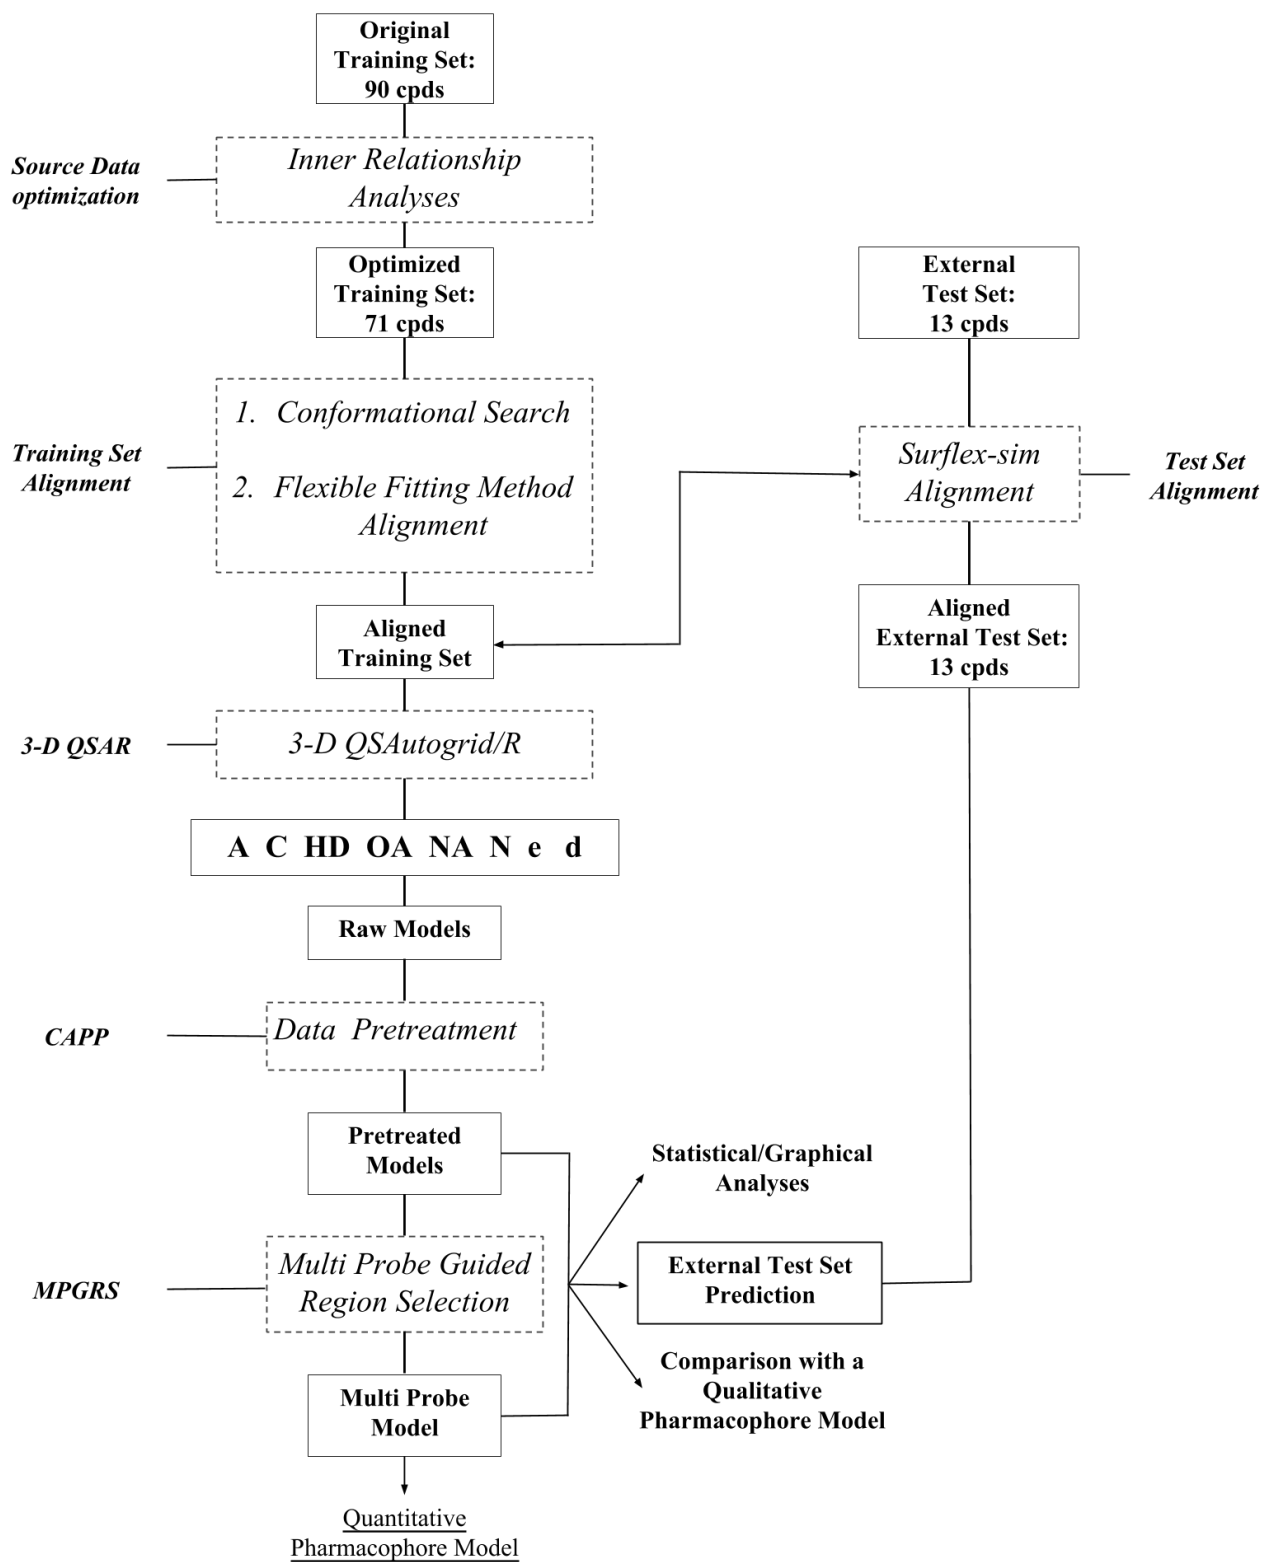 Original
Training Set:
90 cpds
Source Data
optimization
Inner Relationship
Analyses
Optimized
Training Set:
71 cpds
External
Test Set:
13 cpds
Training Set
Alignment
1. Conformational Search
2. Flexible Fitting Method
Alignment
Surflex-sim
Alignment
Test Set
Alignment
Aligned
Training Set
Aligned
External Test Set:
13 cpds
3-D QSAR
3-D QSAutogrid/R
A C HD OA NA N e d
Raw Models
CAPP
Data Pretreatment
Pretreated
Models
Statistical/Graphical
Analyses
MPGRS
Multi Probe Guided
Region Selection
External Test Set
Prediction
Multi Probe
Model
Comparison with a
Qualitative
Pharmacophore Model
Quantitative
Pharmacophore Model